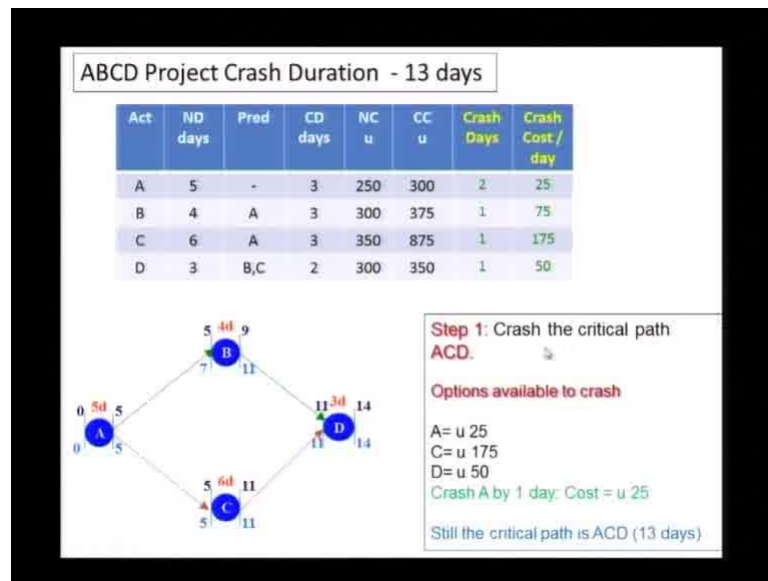 ABCD Project Crash Duration - 13 days
Act ND days Pred CD days NC u CC u Crash Days Crash Cost / day
A 5 - 3 250 300 2 25
B 4 A 3 300 375 1 75
C 6 A 3 350 875 1 175
D 3 B,C 2 300 350 1 50
5 4d 9
B
7 11
0 5d 5
A
0 5
11 3d 14
D
11 14
5 6d 11
C
5 11
Step 1: Crash the critical path
ACD.
Options available to crash
A= u 25
C= u 175
D= u 50
Crash A by 1 day: Cost = u 25
Still the critical path is ACD (13 days)